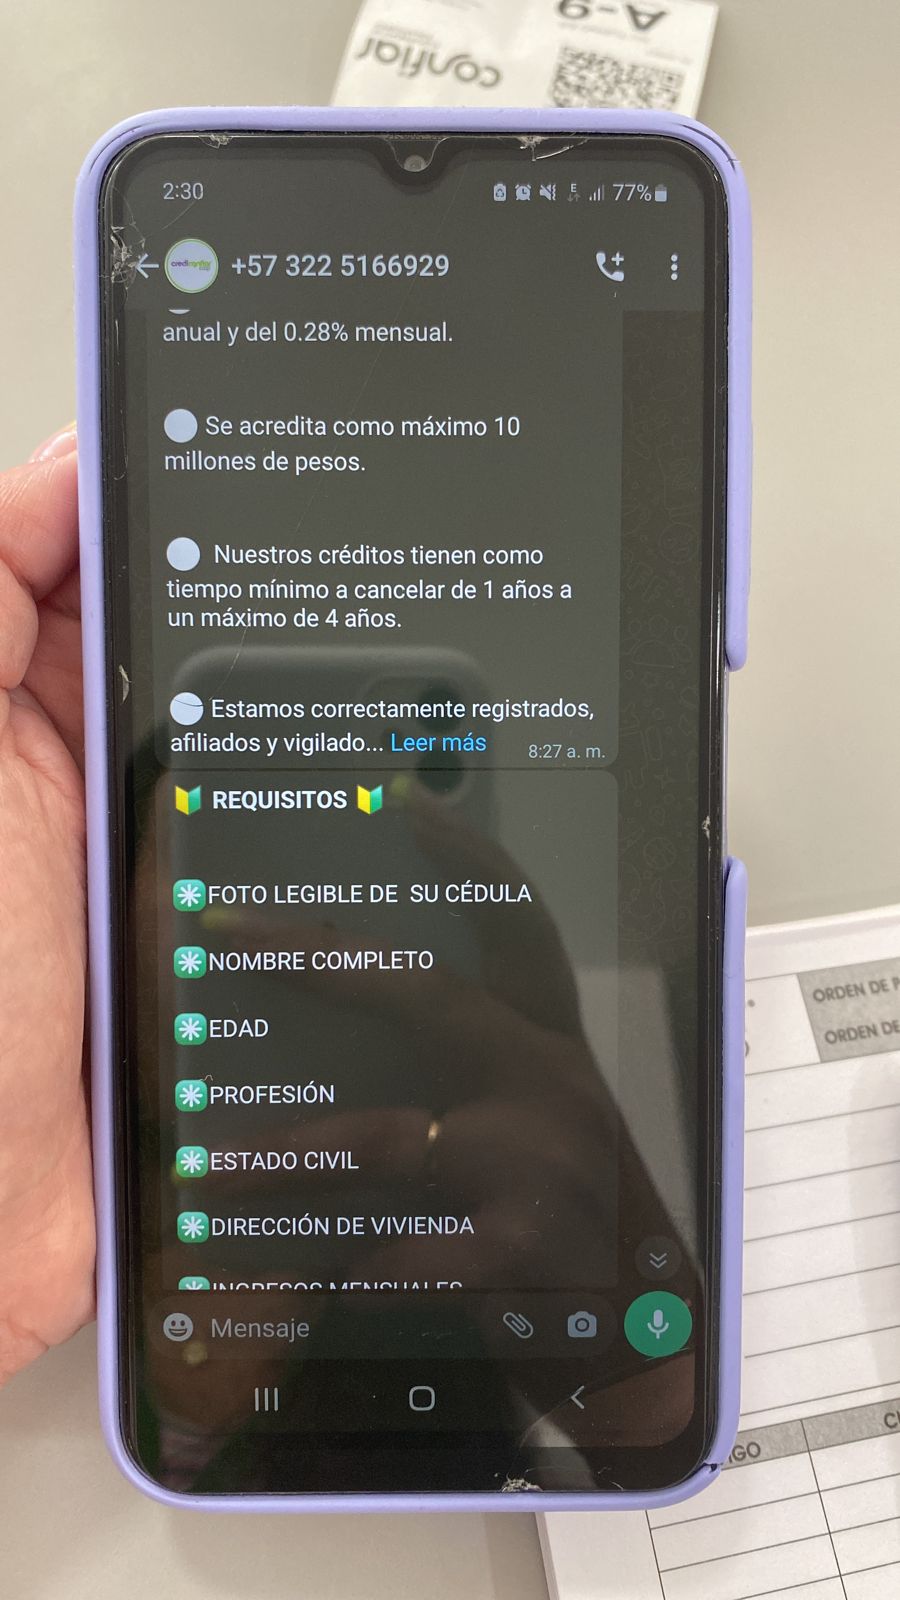 A-9
confiar
2:30
77%
crediconfiar
+57 322 5166929
anual y del 0.28% mensual.
Se acredita como máximo 10
millones de pesos.
Nuestros créditos tienen como
tiempo mínimo a cancelar de 1 años a
un máximo de 4 años.
Estamos correctamente registrados,
afiliados y vigilado... Leer más
8:27 a. m.
REQUISITOS
FOTO LEGIBLE DE SU CÉDULA
NOMBRE COMPLETO
EDAD
PROFESIÓN
ESTADO CIVIL
DIRECCIÓN DE VIVIENDA
INGRESOS MENSUALES
Mensaje
ORDEN DE
ORDEN DE